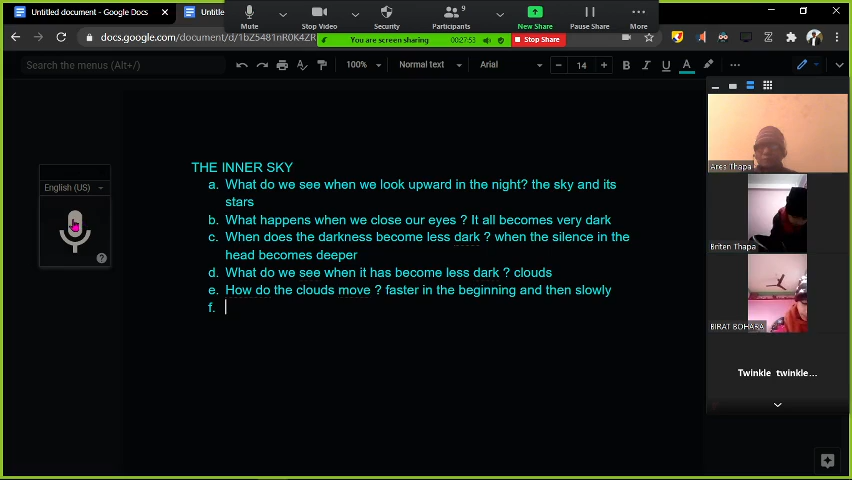 Untitled document - Google Docs
Untitled
Mute
Stop Video
Security
9
Participants
New Share
Pause Share
More
docs.google.com/document/d/1bZ5481nR0K4ZR
You are screen sharing
00:27:53
Stop Share
Search the menus (Alt+/)
100%
Normal text
Arial
14
B I U A
Ares Thapa
Briten Thapa
BIRAT BOHARA
Twinkle twinkle...
English (US)
THE INNER SKY
a. What do we see when we look upward in the night? the sky and its
stars
b. What happens when we close our eyes ? It all becomes very dark
c. When does the darkness become less dark ? when the silence in the
head becomes deeper
d. What do we see when it has become less dark ? clouds
e. How do the clouds move ? faster in the beginning and then slowly
f.